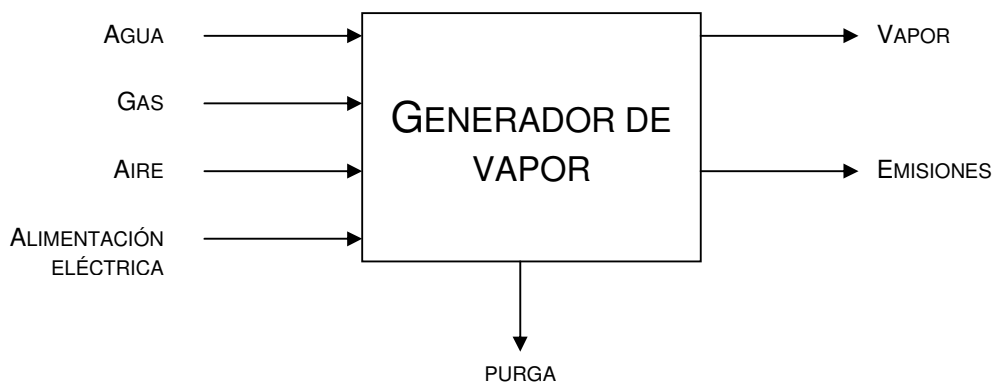 AGUA
GAS
AIRE
ALIMENTACIÓN
ELÉCTRICA
GENERADOR DE
VAPOR
VAPOR
EMISIONES
PURGA